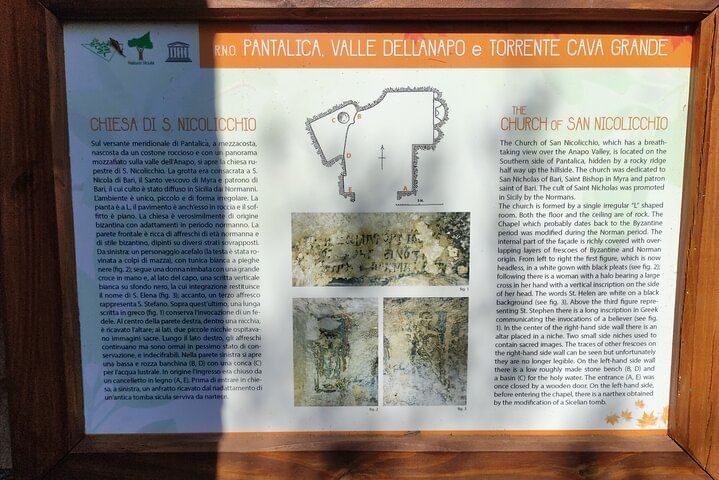 Natura Sicula
R.N.O. PANTALICA, VALLE DELL'ANAPO e TORRENTE CAVA GRANDE
CHIESA DI S. NICOLICCHIO
Sul versante meridionale di Pantalica, a mezzacosta,
nascosta da un costone roccioso e con un panorama
mozzafiato sulla valle dell'Anapo, si apre la chiesa ru-
pestre di S. Nicolicchio. La grotta era consacrata a S.
Nicola di Bari, il Santo vescovo di Myra e patrono di
Bari, il cui culto è stato diffuso in Sicilia dai Normanni.
L'ambiente è unico, piccolo e di forma irregolare. La
pianta è a L, il pavimento è anch'esso in roccia e il sof-
fitto è piano. La chiesa è verosimilmente di origine
bizantina con adattamenti in periodo normanno. La
parete frontale è ricca di affreschi di età normanna e
di stile bizantino, dipinti su diversi strati sovrapposti.
Da sinistra: un personaggio acefalo (la testa è stata ro-
vinata a colpi di mazza), con tunica bianca a pieghe
nere (fig. 2); segue una donna nimbata con una grande
croce in mano e, al lato del capo, una scritta verticale
bianca su sfondo nero, la cui integrazione restituisce
il nome di S. Elena (fig. 3); accanto, un terzo affresco
rappresenta S. Stefano. Sopra quest'ultimo, una lunga
scritta in greco (fig. 1) conserva l'invocazione di un fe-
dele. Al centro della parete destra, dentro una nicchia,
è ricavato l'altare; ai lati, due piccole nicchie ospitava-
no immagini sacre. Lungo il lato destro, gli affreschi
continuano ma sono ormai in pessimo stato di con-
servazione, e indecifrabili. Nella parete sinistra si apre
una bassa e rozza banchina (B, D) con una conca (C)
per l'acqua lustrale. In origine l'ingresso era chiuso da
un cancelletto in legno (A, E). Prima di entrare in chie-
sa, a sinistra, un anfratto ricavato dal riadattamento di
un'antica tomba sicula serviva da nartece.
C
B
D
E
A
fig. 1
fig. 2
fig. 3
THE
CHURCH OF SAN NICOLICCHIO
The Church of San Nicolicchio, which has a breath-
taking view over the Anapo Valley, is located on the
Southern side of Pantalica, hidden by a rocky ridge
half way up the hillside. The church was dedicated to
San Nicholas of Bari, Saint Bishop in Myra and patron
saint of Bari. The cult of Saint Nicholas was promoted
in Sicily by the Normans.
The church is formed by a single irregular "L" shaped
room. Both the floor and the ceiling are of rock. The
Chapel which probably dates back to the Byzantine
period was modified during the Norman period. The
internal part of the façade is richly covered with over-
lapping layers of frescoes of Byzantine and Norman
origin. From left to right the first figure, which is now
headless, in a white gown with black pleats (see fig. 2);
following there is a woman with a halo bearing a large
cross in her hand with a vertical inscription on the side
of her head. The words St. Helen are white on a black
background (see fig. 3). Above the third figure repre-
senting St. Stephen there is a long inscription in Greek
communicating the invocations of a believer (see fig.
1). In the center of the right-hand side wall there is an
altar placed in a niche. Two small side niches used to
contain sacred images. The traces of other frescoes on
the right-hand side wall can be seen but unfortunately
they are no longer legible. On the left-hand side wall
there is a low roughly made stone bench (B, D) and
a basin (C) for the holy water. The entrance (A, E) was
once closed by a wooden door. On the left-hand side,
before entering the chapel, there is a narthex obtained
by the modification of a Sicelian tomb.